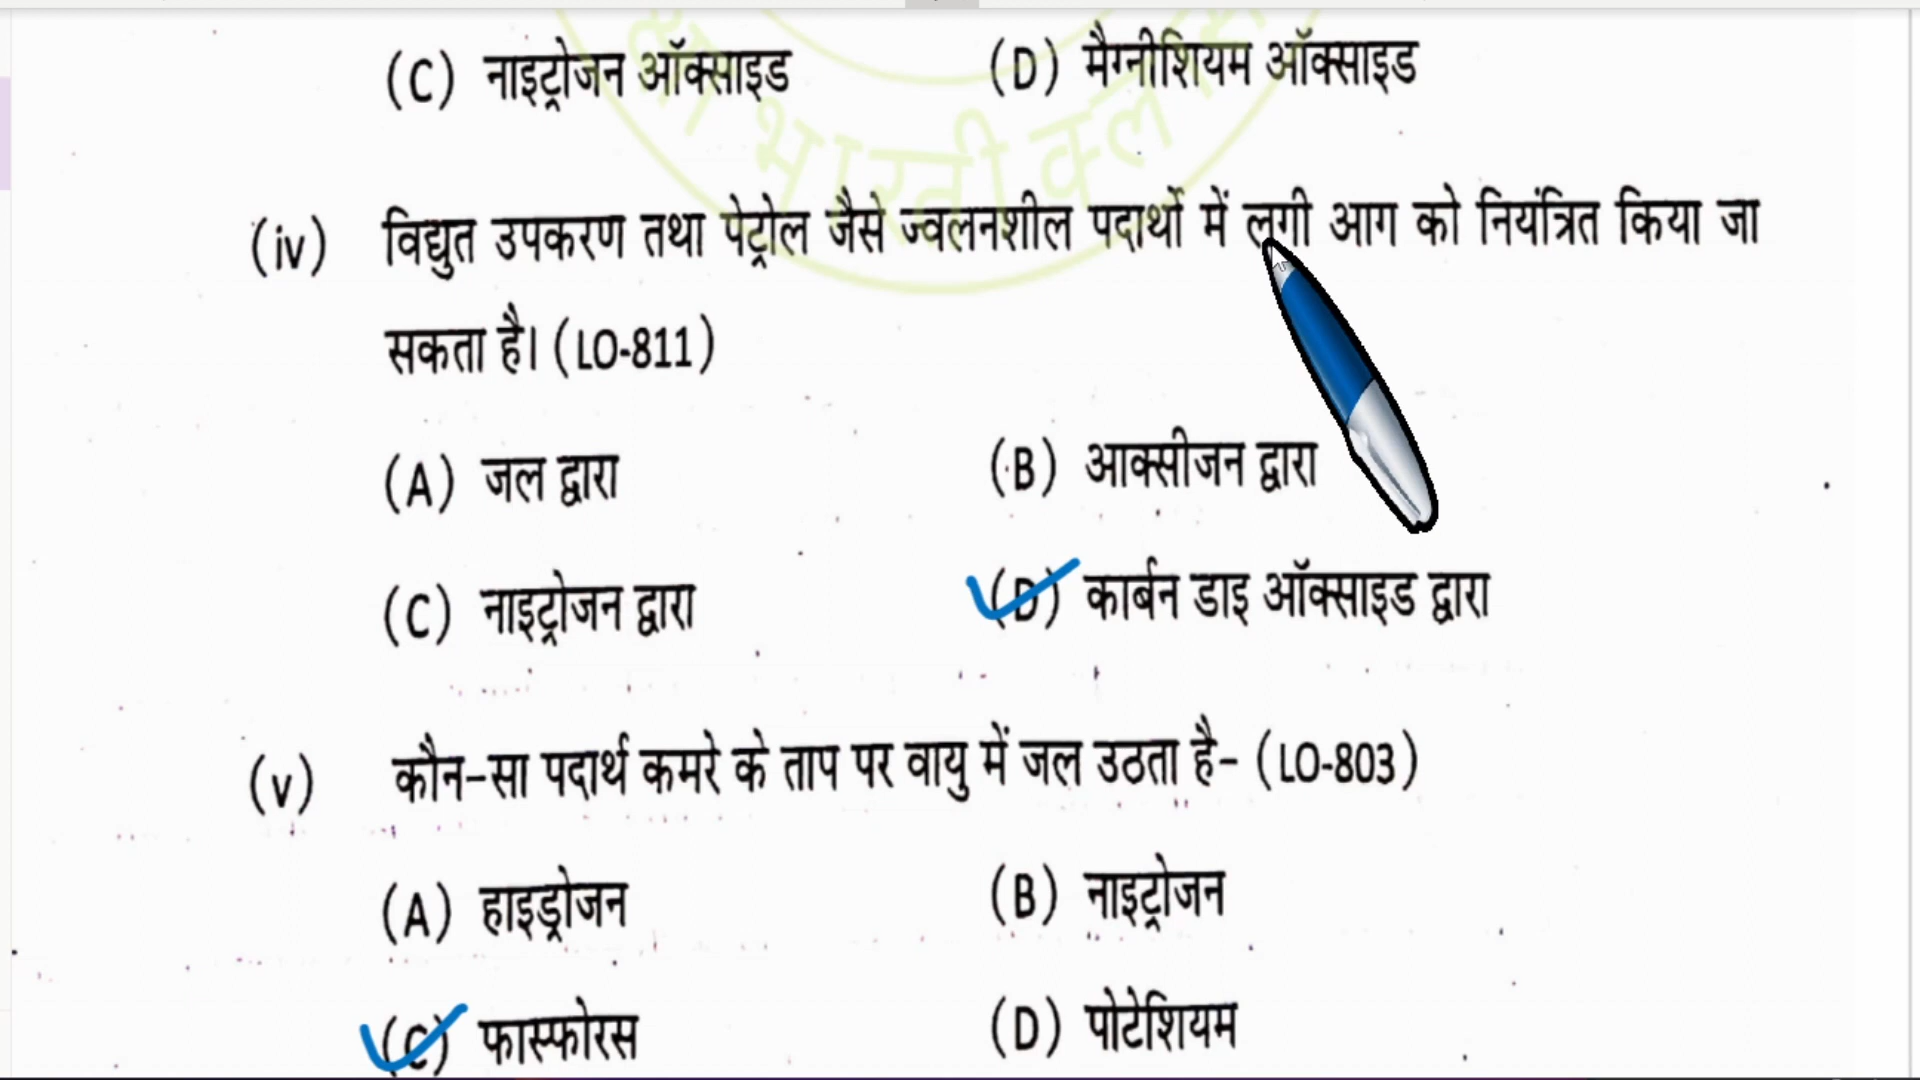 (C) नाइट्रोजन ऑक्साइड (D) मैग्नीशियम ऑक्साइड
(iv) विद्युत उपकरण तथा पेट्रोल जैसे ज्वलनशील पदार्थो में लगी आग को नियंत्रित किया जा
सकता है। (LO-811)
(A) जल द्वारा (B) आक्सीजन द्वारा
(C) नाइट्रोजन द्वारा (D) कार्बन डाइ ऑक्साइड द्वारा
(v) कौन-सा पदार्थ कमरे के ताप पर वायु में जल उठता है- (LO-803)
(A) हाइड्रोजन (B) नाइट्रोजन
(C) फास्फोरस (D) पोटेशियम
भारती